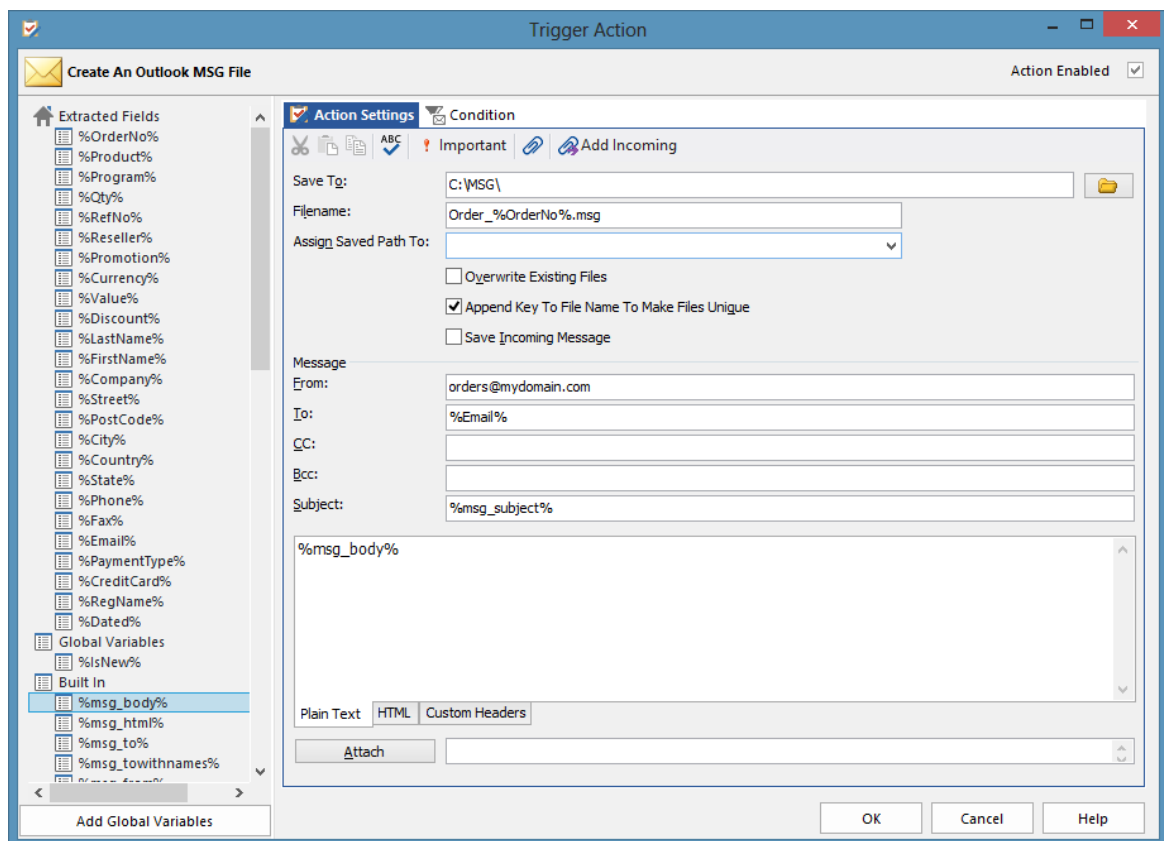 Trigger Action
Create An Outlook MSG File
Action Enabled
Extracted Fields
%OrderNo%
%Product%
%Program%
%Qty%
%RefNo%
%Reseller%
%Promotion%
%Currency%
%Value%
%Discount%
%LastName%
%FirstName%
%Company%
%Street%
%PostCode%
%City%
%Country%
%State%
%Phone%
%Fax%
%Email%
%PaymentType%
%CreditCard%
%RegName%
%Dated%
Global Variables
%IsNew%
Built In
%msg_body%
%msg_html%
%msg_to%
%msg_towithnames%
Add Global Variables
Action Settings Condition
ABC ! Important Add Incoming
Save To: C:\MSG\
Filename: Order_%OrderNo%.msg
Assign Saved Path To:
Overwrite Existing Files
Append Key To File Name To Make Files Unique
Save Incoming Message
Message
From: orders@mydomain.com
To: %Email%
CC:
Bcc:
Subject: %msg_subject%
%msg_body%
Plain Text HTML Custom Headers
Attach
OK Cancel Help